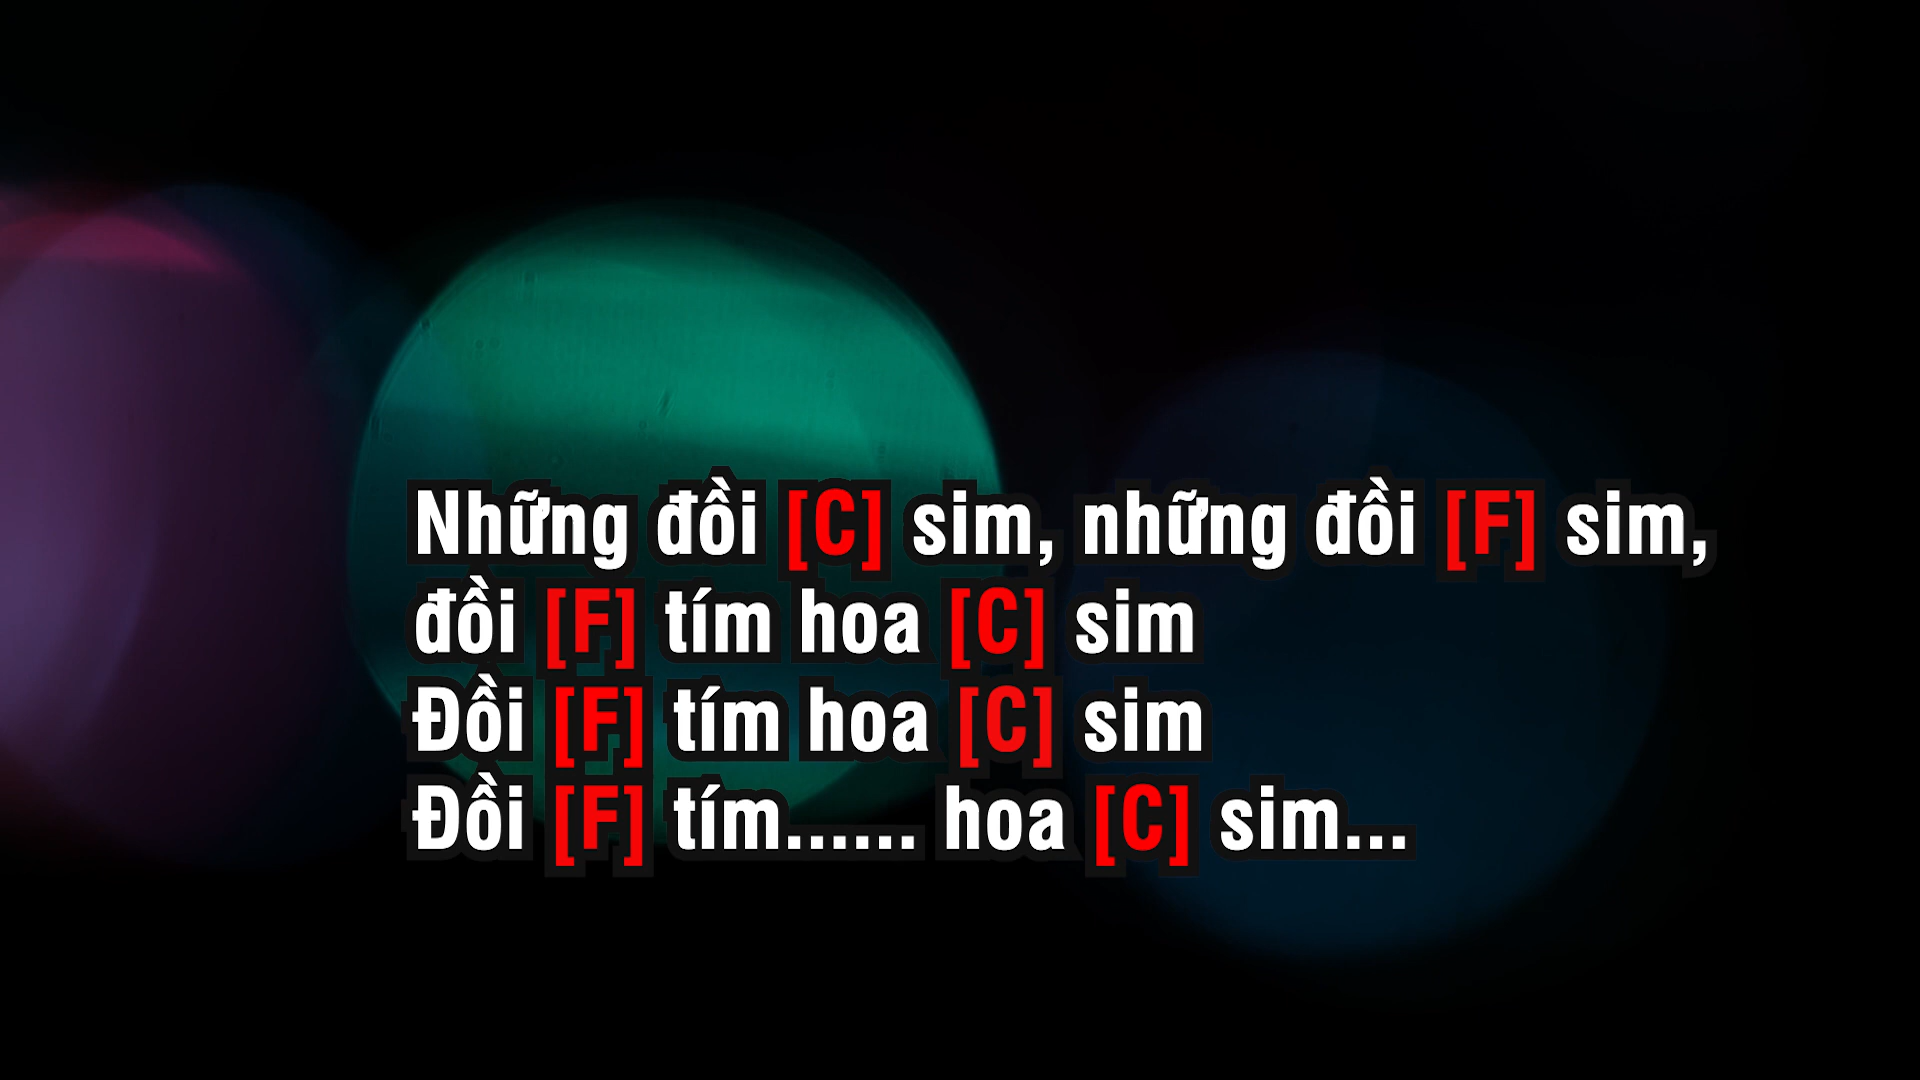 Những đồi [C] sim, những đồi [F] sim,
đồi [F] tím hoa [C] sim
Đồi [F] tím hoa [C] sim
Đồi [F] tím...... hoa [C] sim...